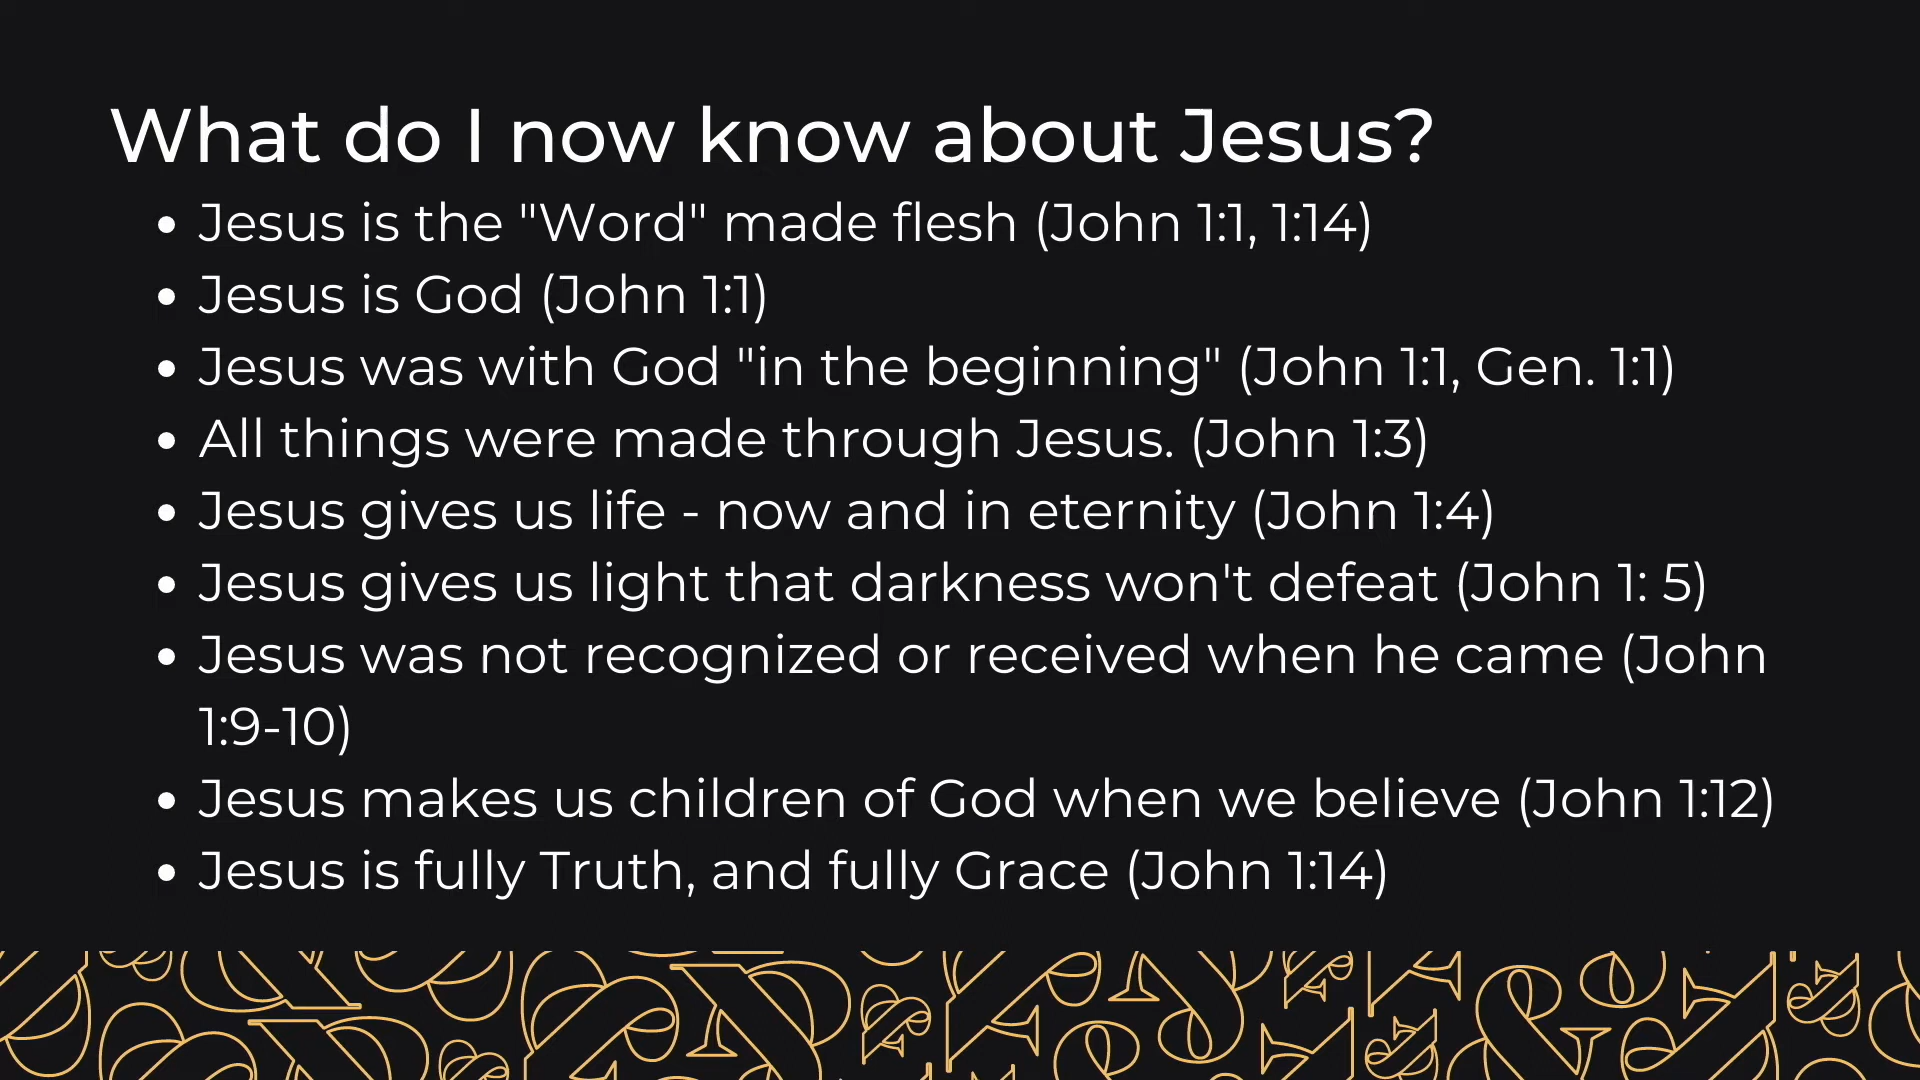 What do I now know about Jesus?
• Jesus is the "Word" made flesh (John 1:1, 1:14)
• Jesus is God (John 1:1)
• Jesus was with God "in the beginning" (John 1:1, Gen. 1:1)
• All things were made through Jesus. (John 1:3)
• Jesus gives us life - now and in eternity (John 1:4)
• Jesus gives us light that darkness won't defeat (John 1: 5)
• Jesus was not recognized or received when he came (John
1:9-10)
• Jesus makes us children of God when we believe (John 1:12)
• Jesus is fully Truth, and fully Grace (John 1:14)